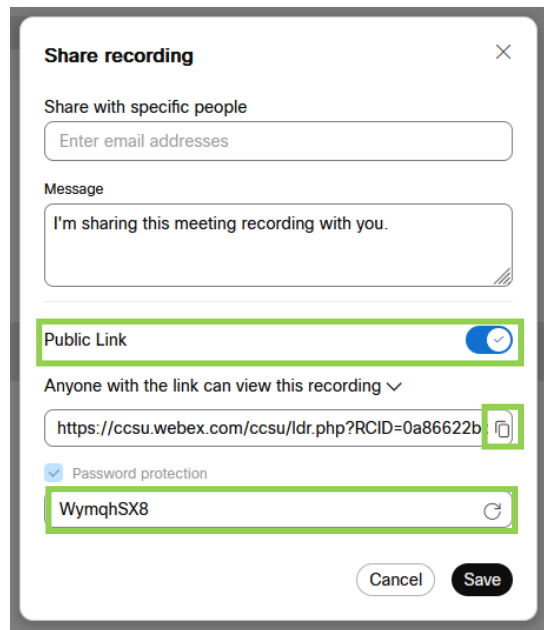 Share recording
Share with specific people
Enter email addresses
Message
I'm sharing this meeting recording with you.
Public Link
Anyone with the link can view this recording
https://ccsu.webex.com/ccsu/ldr.php?RCID=0a86622b
Password protection
WymqhSX8
Cancel Save